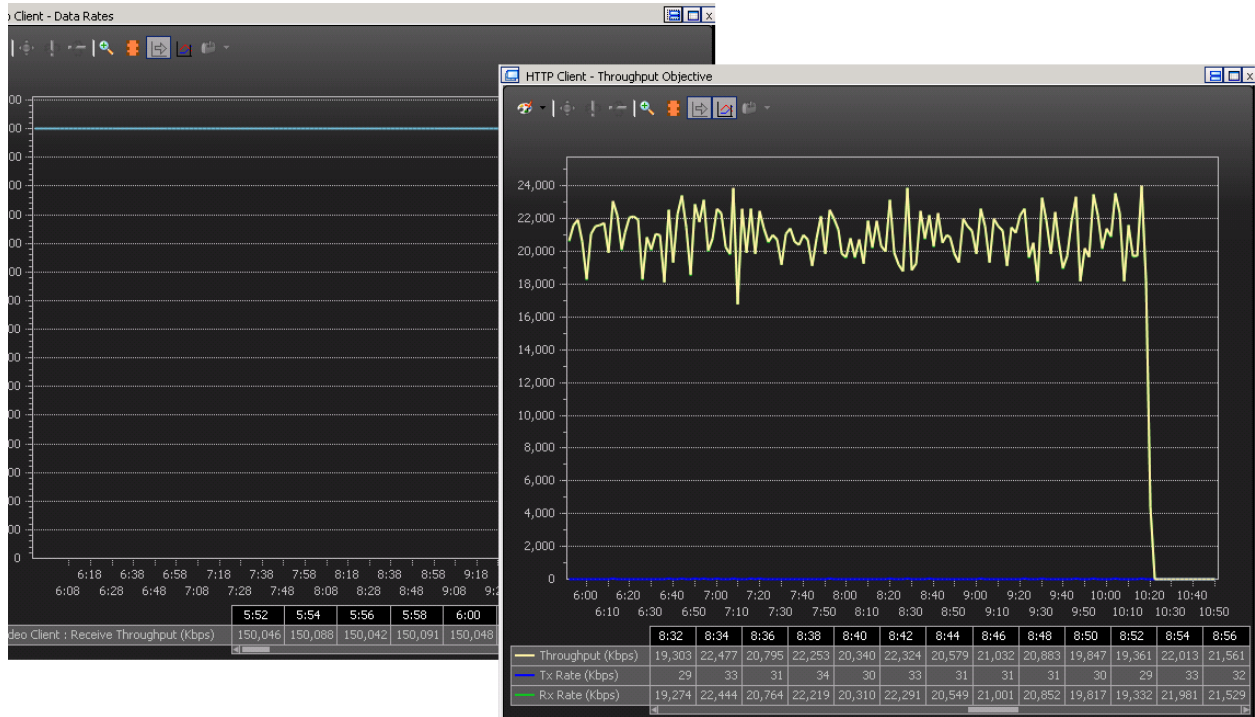 Client - Data Rates
HTTP Client - Throughput Objective
24,000
22,000
20,000
18,000
16,000
14,000
12,000
10,000
8,000
6,000
4,000
2,000
0
0
6:18 6:38 6:58 7:18 7:38 7:58 8:18 8:38 8:58 9:18
6:08 6:28 6:48 7:08 7:28 7:48 8:08 8:28 8:48 9:08
5:52 5:54 5:56 5:58 6:00
deo Client : Receive Throughput (Kbps) 150,046 150,088 150,042 150,091 150,048
6:00 6:20 6:40 7:00 7:20 7:40 8:00 8:20 8:40 9:00 9:20 9:40 10:00 10:20 10:40
6:10 6:30 6:50 7:10 7:30 7:50 8:10 8:30 8:50 9:10 9:30 9:50 10:10 10:30 10:50
8:32 8:34 8:36 8:38 8:40 8:42 8:44 8:46 8:48 8:50 8:52 8:54 8:56
Throughput (Kbps) 19,303 22,477 20,795 22,253 20,340 22,324 20,579 21,032 20,883 19,847 19,361 22,013 21,561
Tx Rate (Kbps) 29 33 31 34 30 33 31 31 31 30 29 33 32
Rx Rate (Kbps) 19,274 22,444 20,764 22,219 20,310 22,291 20,549 21,001 20,852 19,817 19,332 21,981 21,529